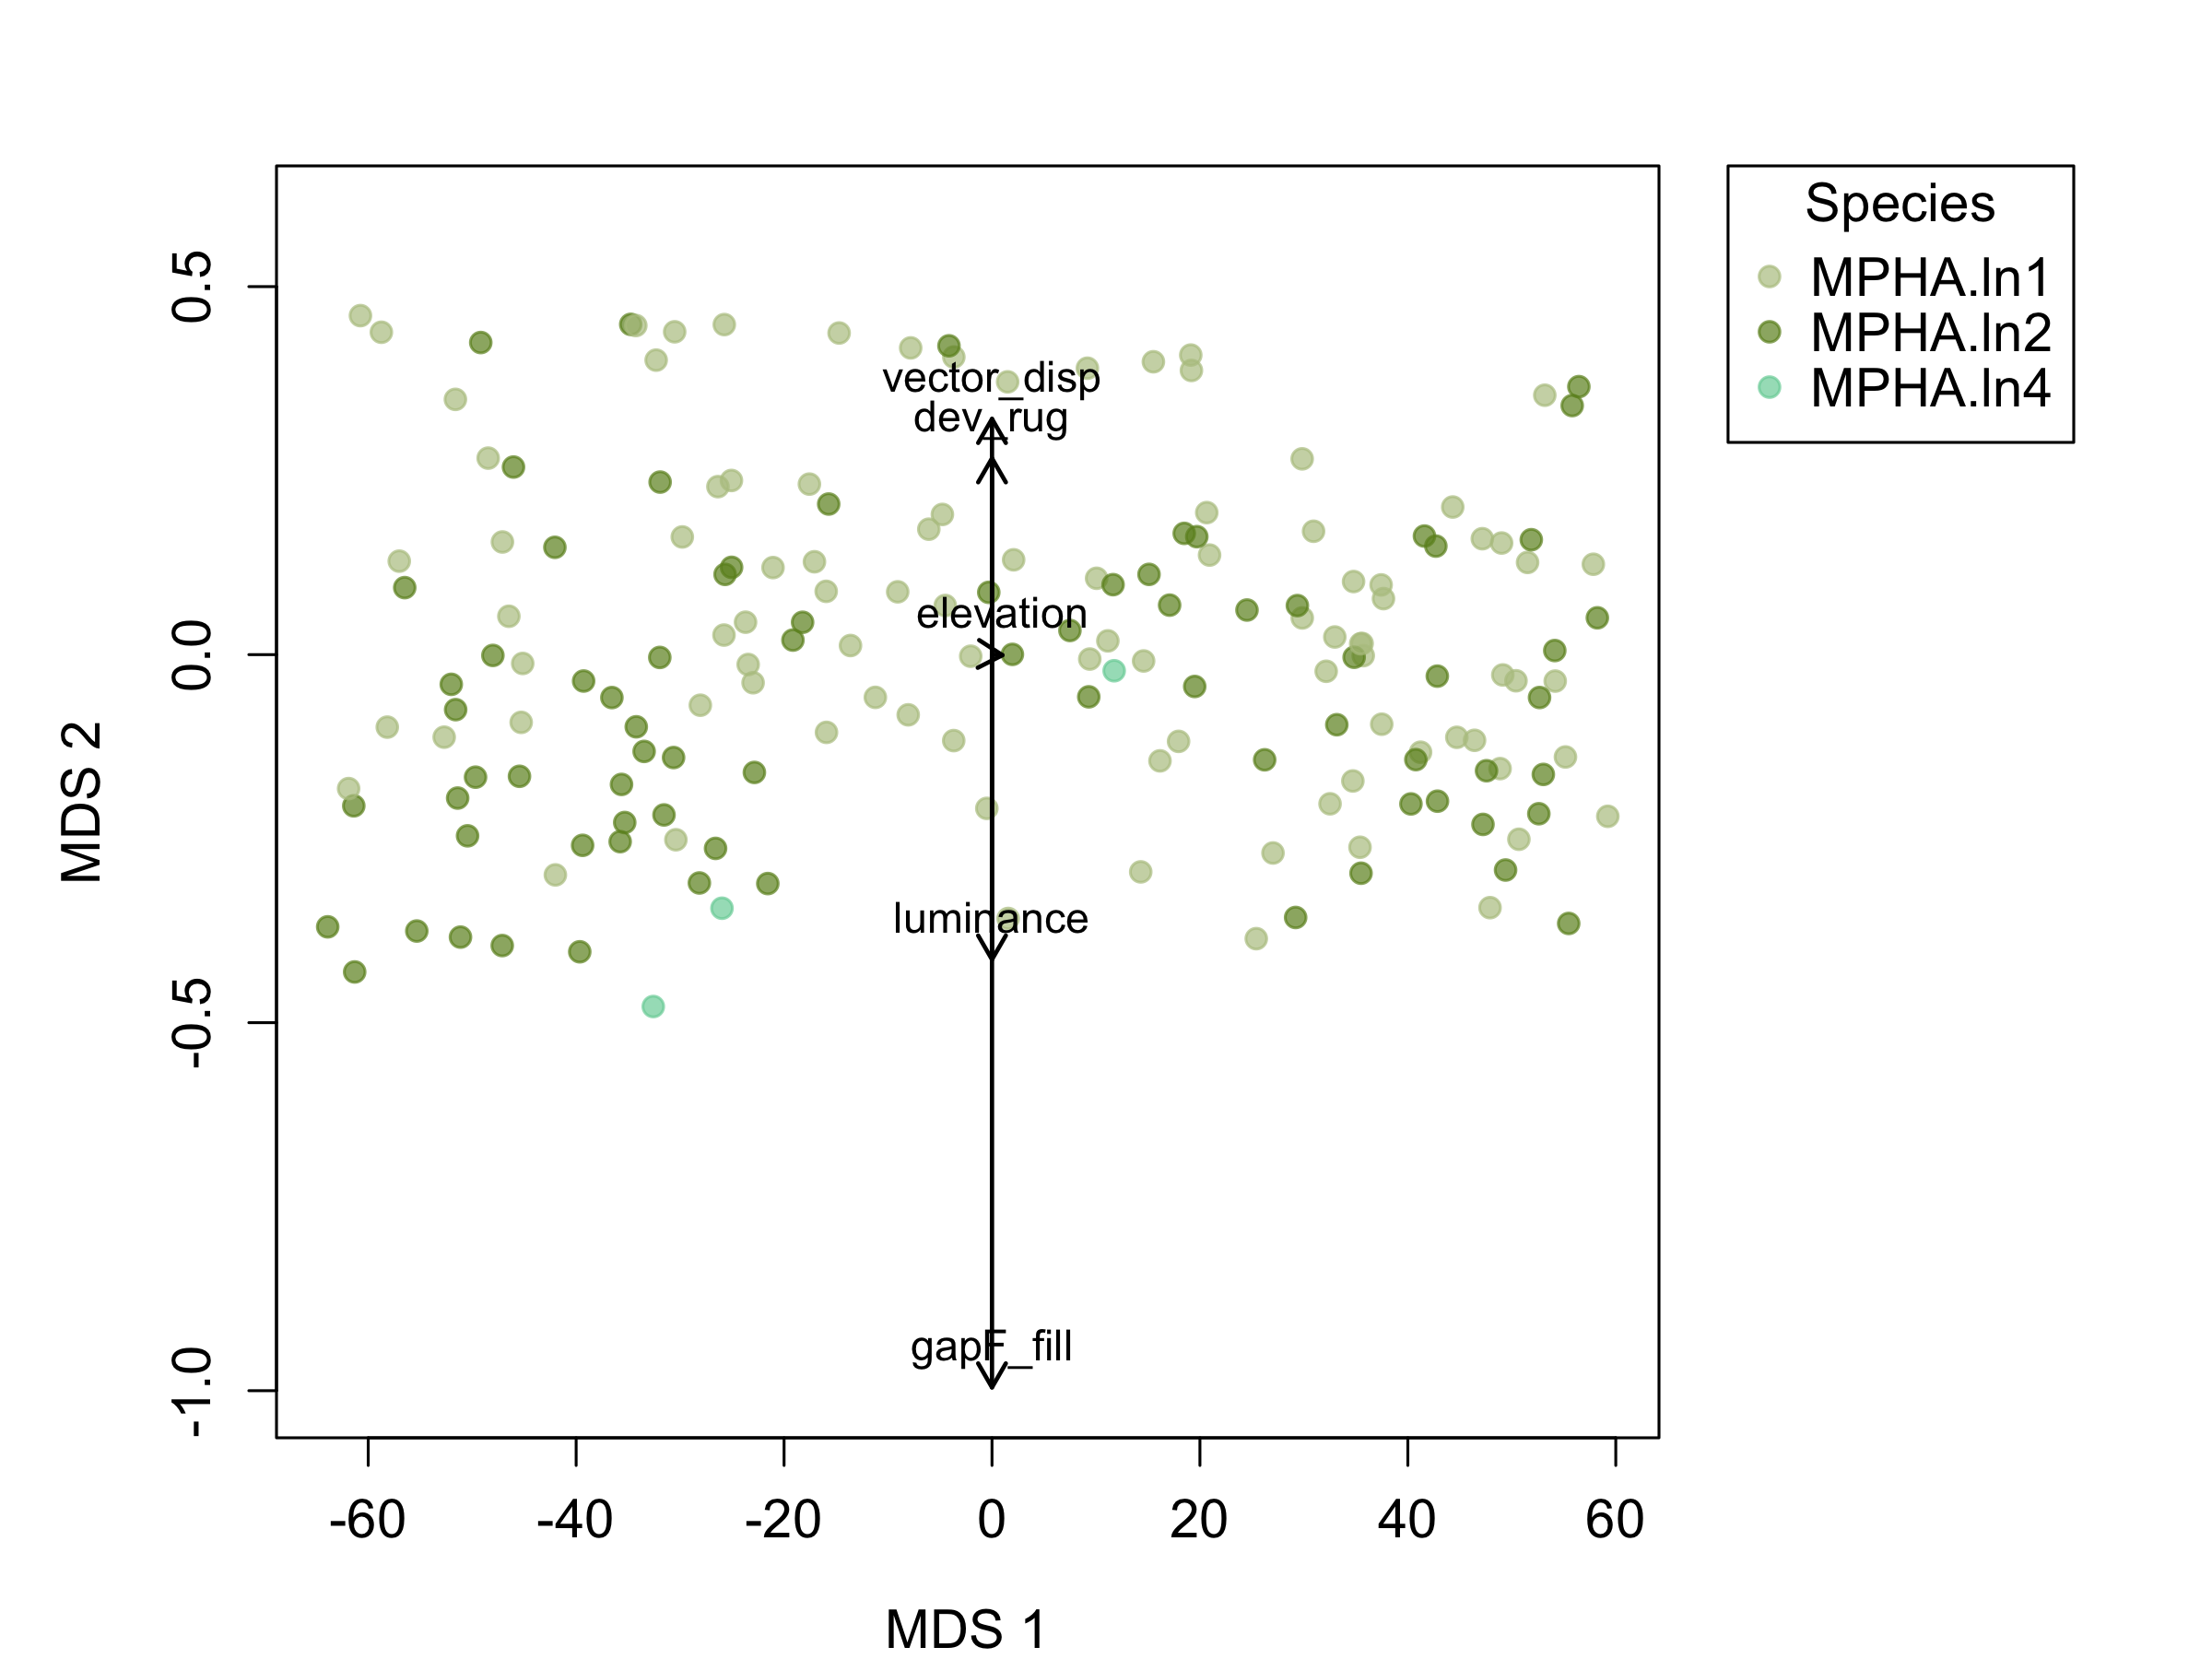 Species
MPHA.ln1
MPHA.ln2
MPHA.ln4
0.5
0.0
-0.5
-1.0
MDS 2
vector_disp
dev_rug
elevation
luminance
gapF_fill
-60 -40 -20 0 20 40 60
MDS 1